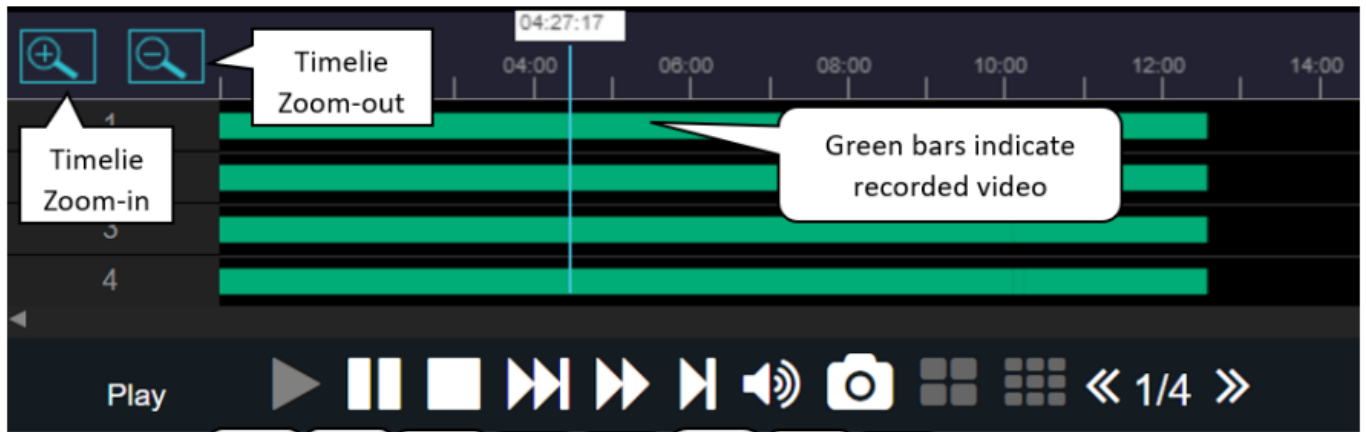 04:27:17
04:00 06:00 08:00 10:00 12:00 14:00
Timelie
Zoom-out
1
Green bars indicate
recorded video
Timelie
Zoom-in
3
4
Play 1/4